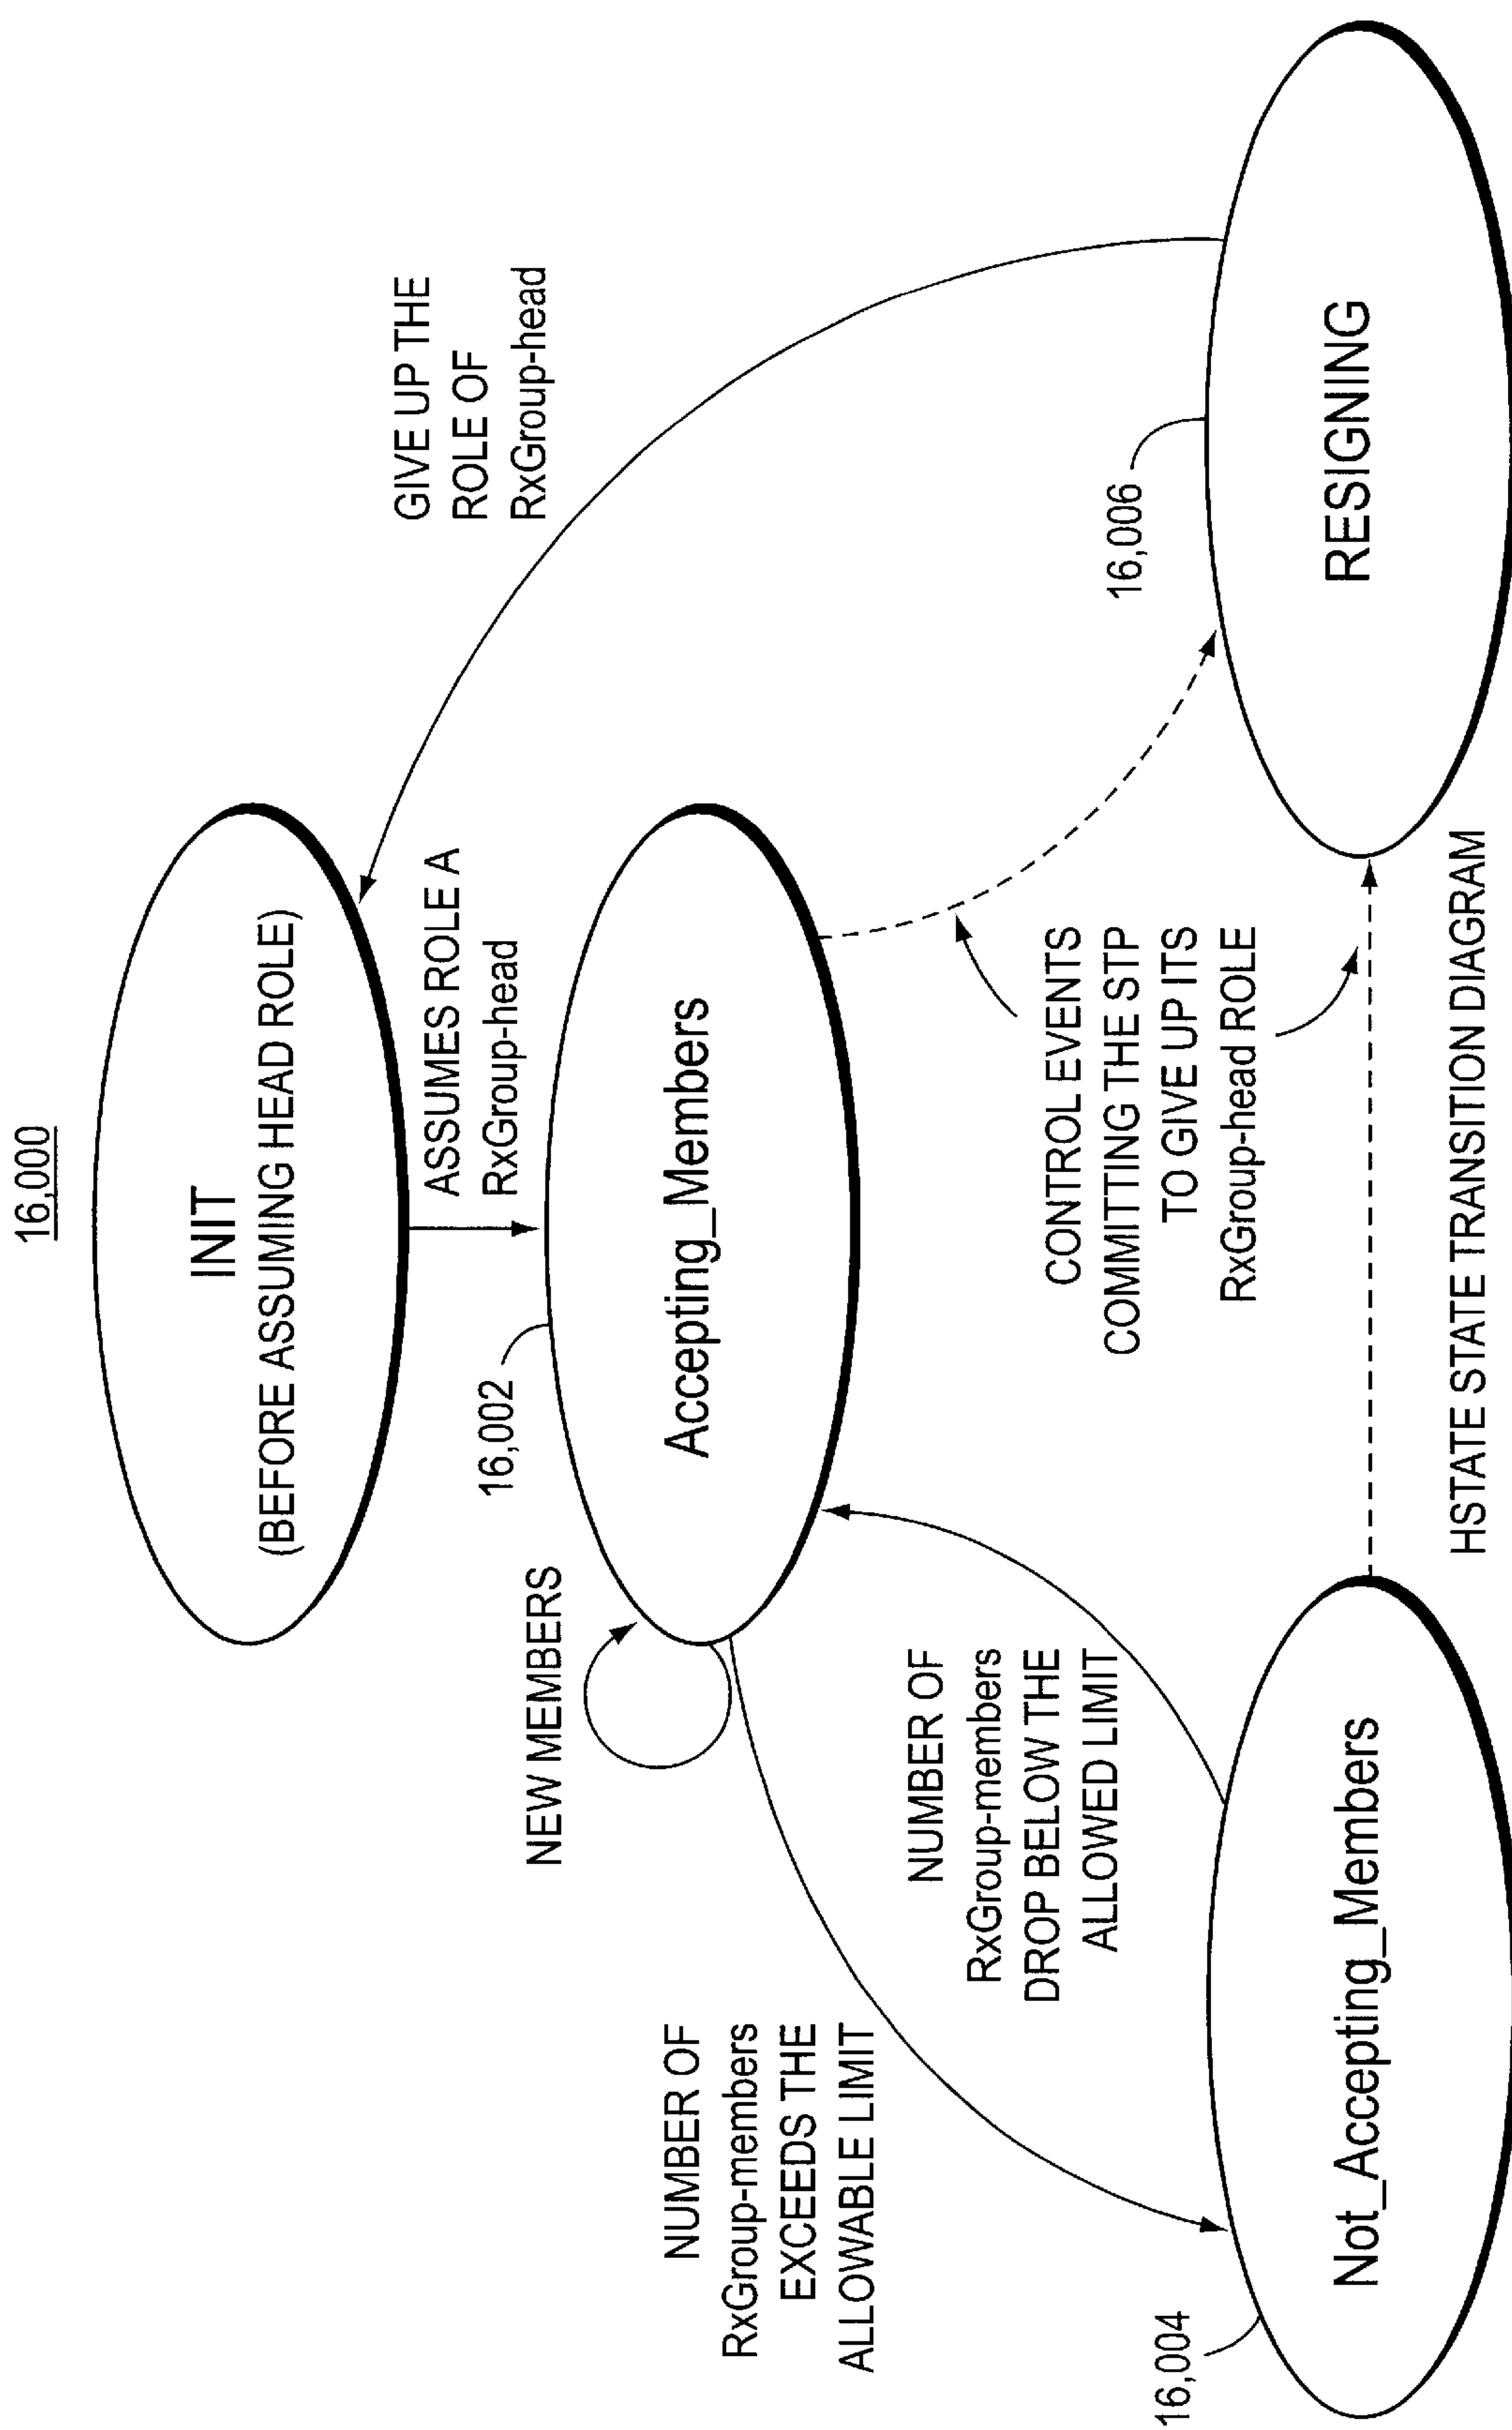 16,000
INIT
(BEFORE ASSUMING HEAD ROLE)
ASSUMES ROLE A
RxGroup-head
GIVE UP THE
ROLE OF
RxGroup-head
16,002
Accepting_Members
NEW MEMBERS
NUMBER OF
RxGroup-members
EXCEEDS THE
ALLOWABLE LIMIT
NUMBER OF
RxGroup-members
DROP BELOW THE
ALLOWED LIMIT
CONTROL EVENTS
COMMITTING THE STP
TO GIVE UP ITS
RxGroup-head ROLE
16,004
Not_Accepting_Members
16,006
RESIGNING
HSTATE STATE TRANSITION DIAGRAM